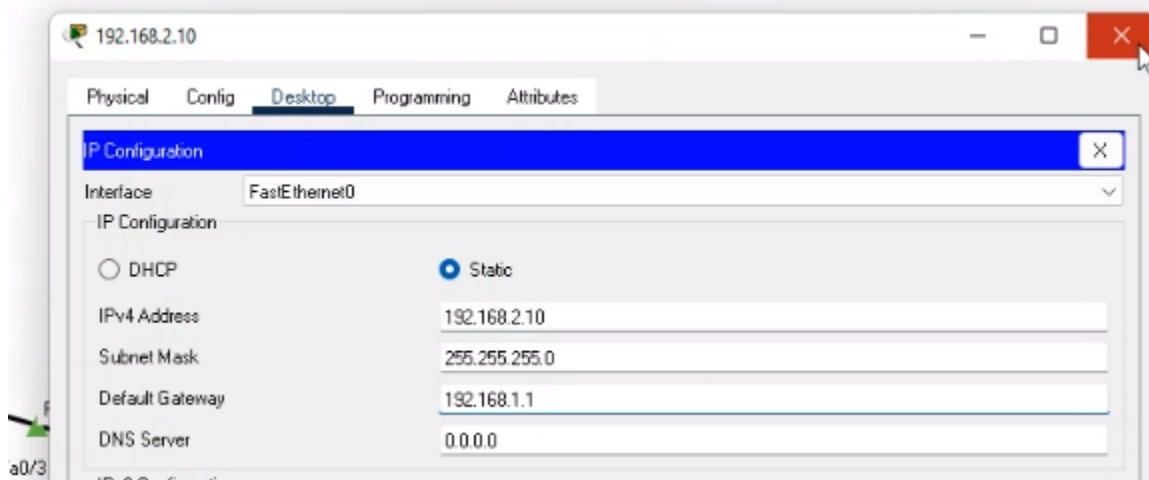 192.168.2.10
Physical Config Desktop Programming Attributes
IP Configuration
Interface FastEthernet0
IP Configuration
DHCP Static
IPv4 Address 192.168.2.10
Subnet Mask 255.255.255.0
Default Gateway 192.168.1.1
DNS Server 0.0.0.0
a0/3